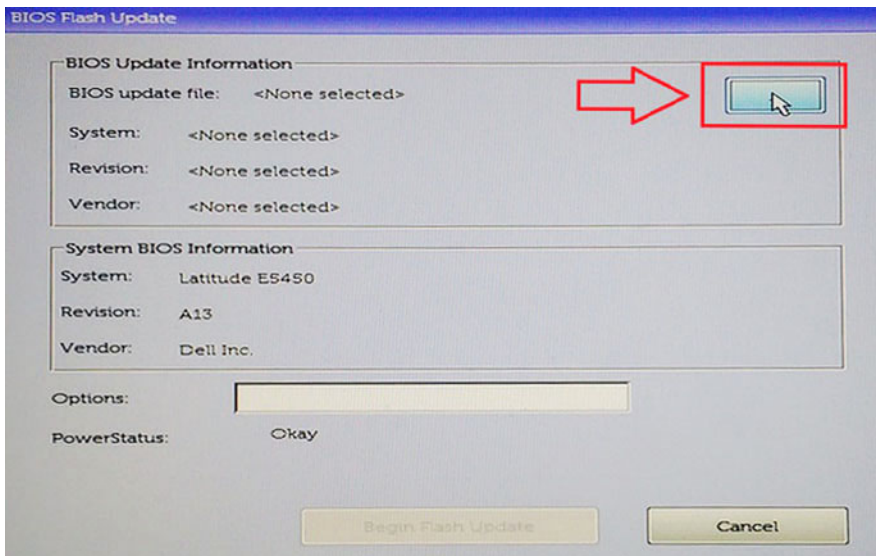 BIOS Flash Update
BIOS Update Information
BIOS update file: <None selected>
System: <None selected>
Revision: <None selected>
Vendor: <None selected>
System BIOS Information
System: Latitude E5450
Revision: A13
Vendor: Dell Inc.
Options:
PowerStatus: Okay
Begin Flash Update
Cancel